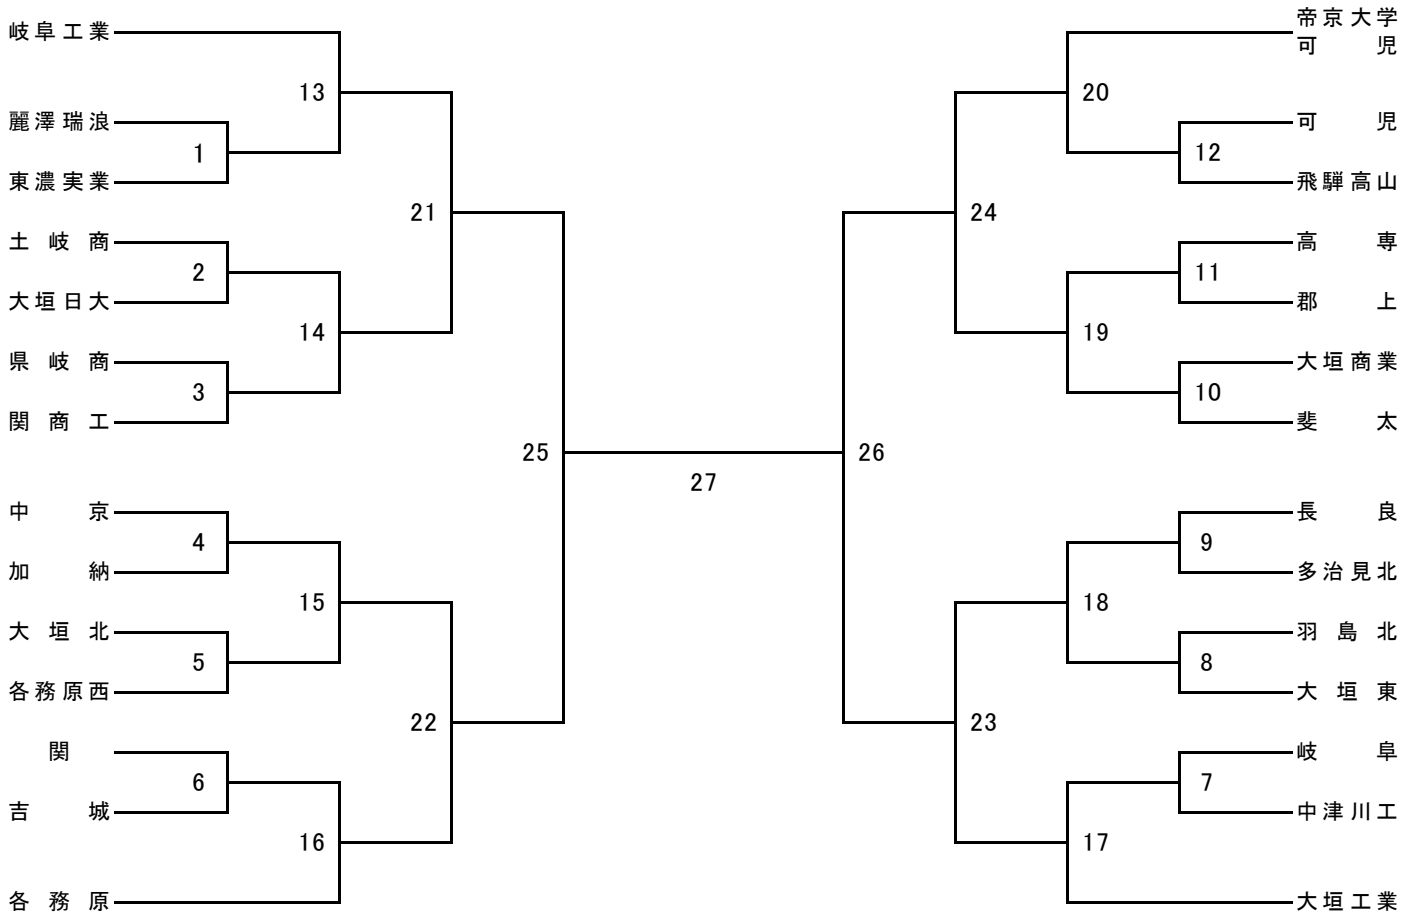 岐阜工業
13
麗澤瑞浪
1
東濃実業
21
土岐商
2
大垣日大
14
県岐商
3
関商工
25
中京
4
加納
15
大垣北
5
各務原西
22
関
6
吉城
16
各務原
27
帝京大学
可児
20
可児
12
飛騨高山
24
高専
11
郡上
19
大垣商業
10
斐太
26
長良
9
多治見北
18
羽島北
8
大垣東
23
岐阜
7
中津川工
17
大垣工業